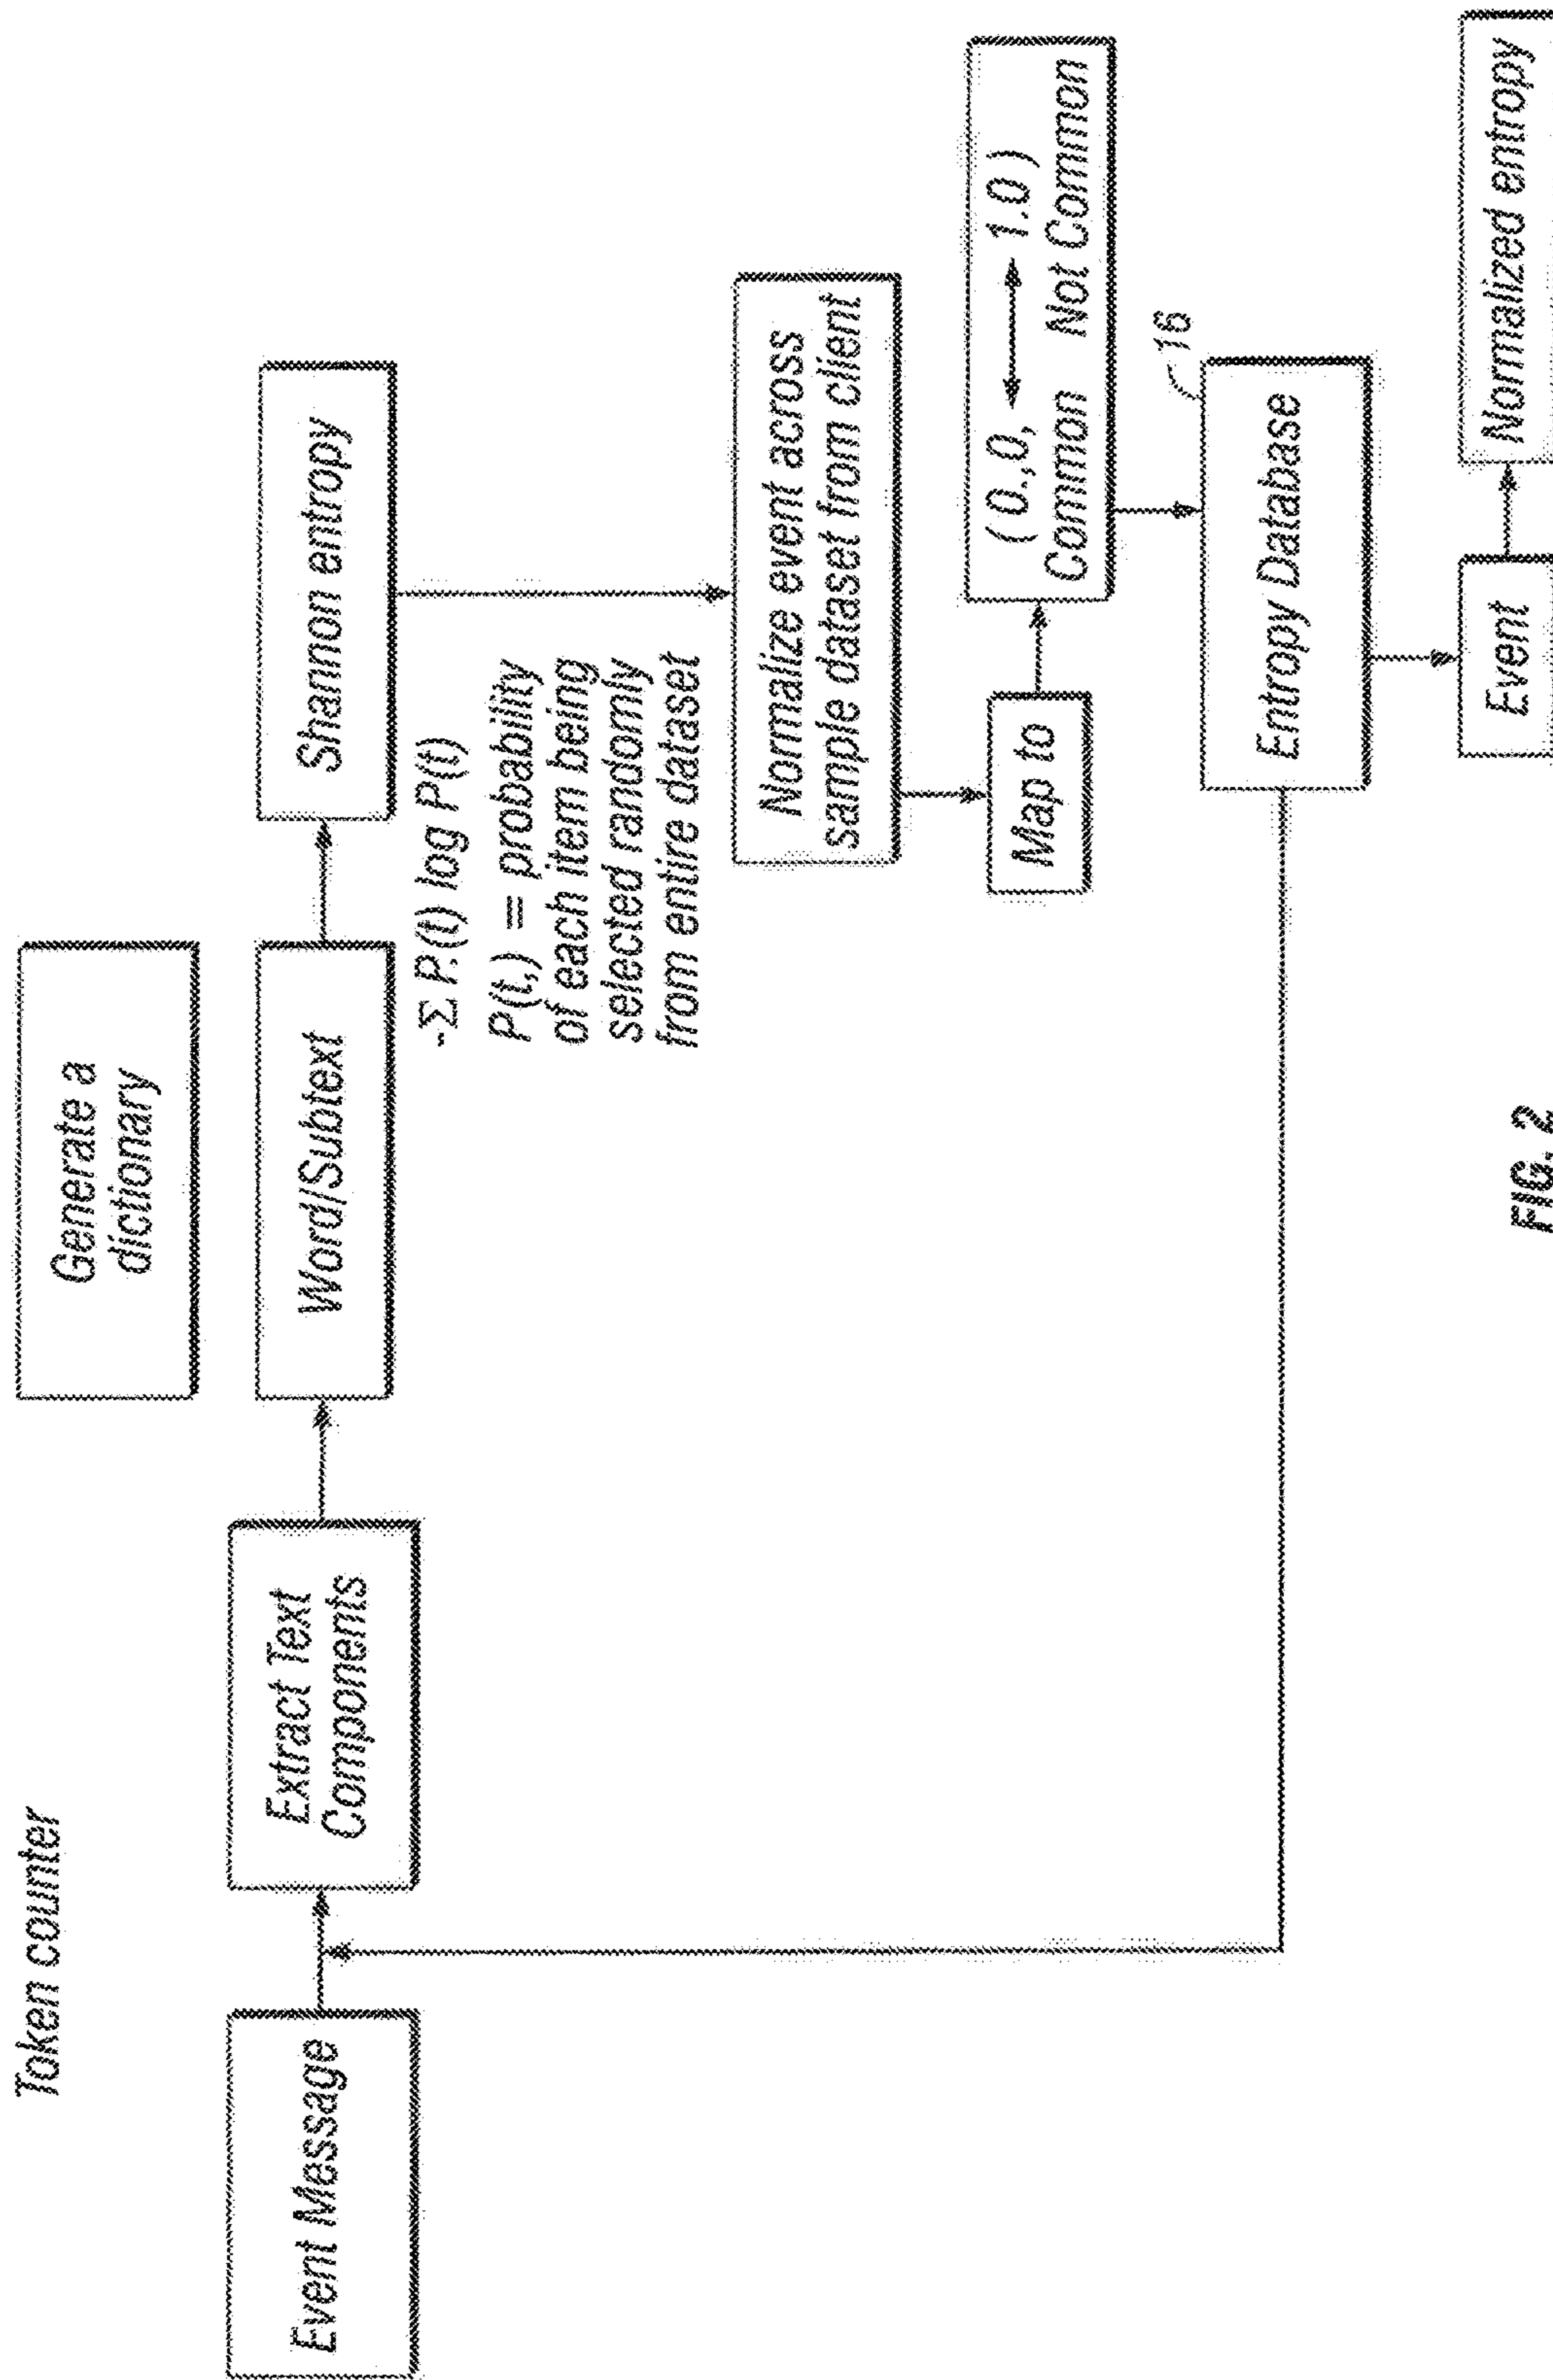 Token counter
Generate a
dictionary
Event Message
Extract Text
Components
Word/Subtext
Shannon entropy
-Σ P.(t) log P(t)
P(t,) = probability
of each item being
selected randomly
from entire dataset
Normalize event across
sample dataset from client
Map to
( 0.,0, 1.0 )
Common Not Common
16
Entropy Database
Event
Normalized entropy
FIG. 2